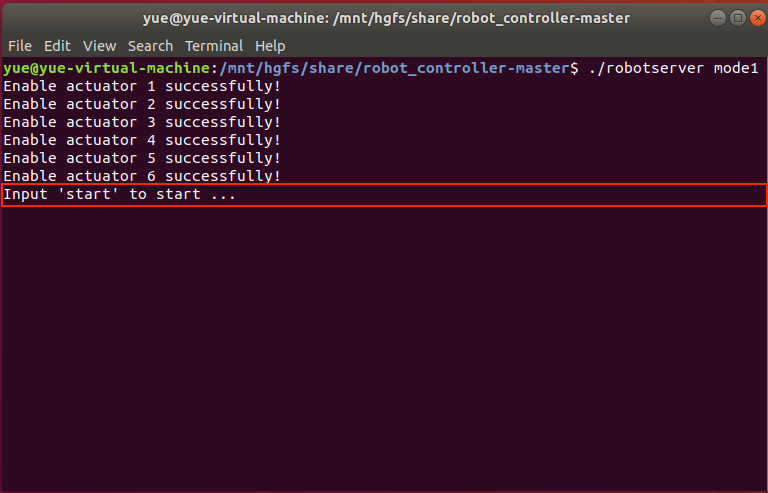 yue@yue-virtual-machine: /mnt/hgfs/share/robot_controller-master
File Edit View Search Terminal Help
yue@yue-virtual-machine:/mnt/hgfs/share/robot_controller-master$ ./robotserver mode1
Enable actuator 1 successfully!
Enable actuator 2 successfully!
Enable actuator 3 successfully!
Enable actuator 4 successfully!
Enable actuator 5 successfully!
Enable actuator 6 successfully!
Input 'start' to start ...